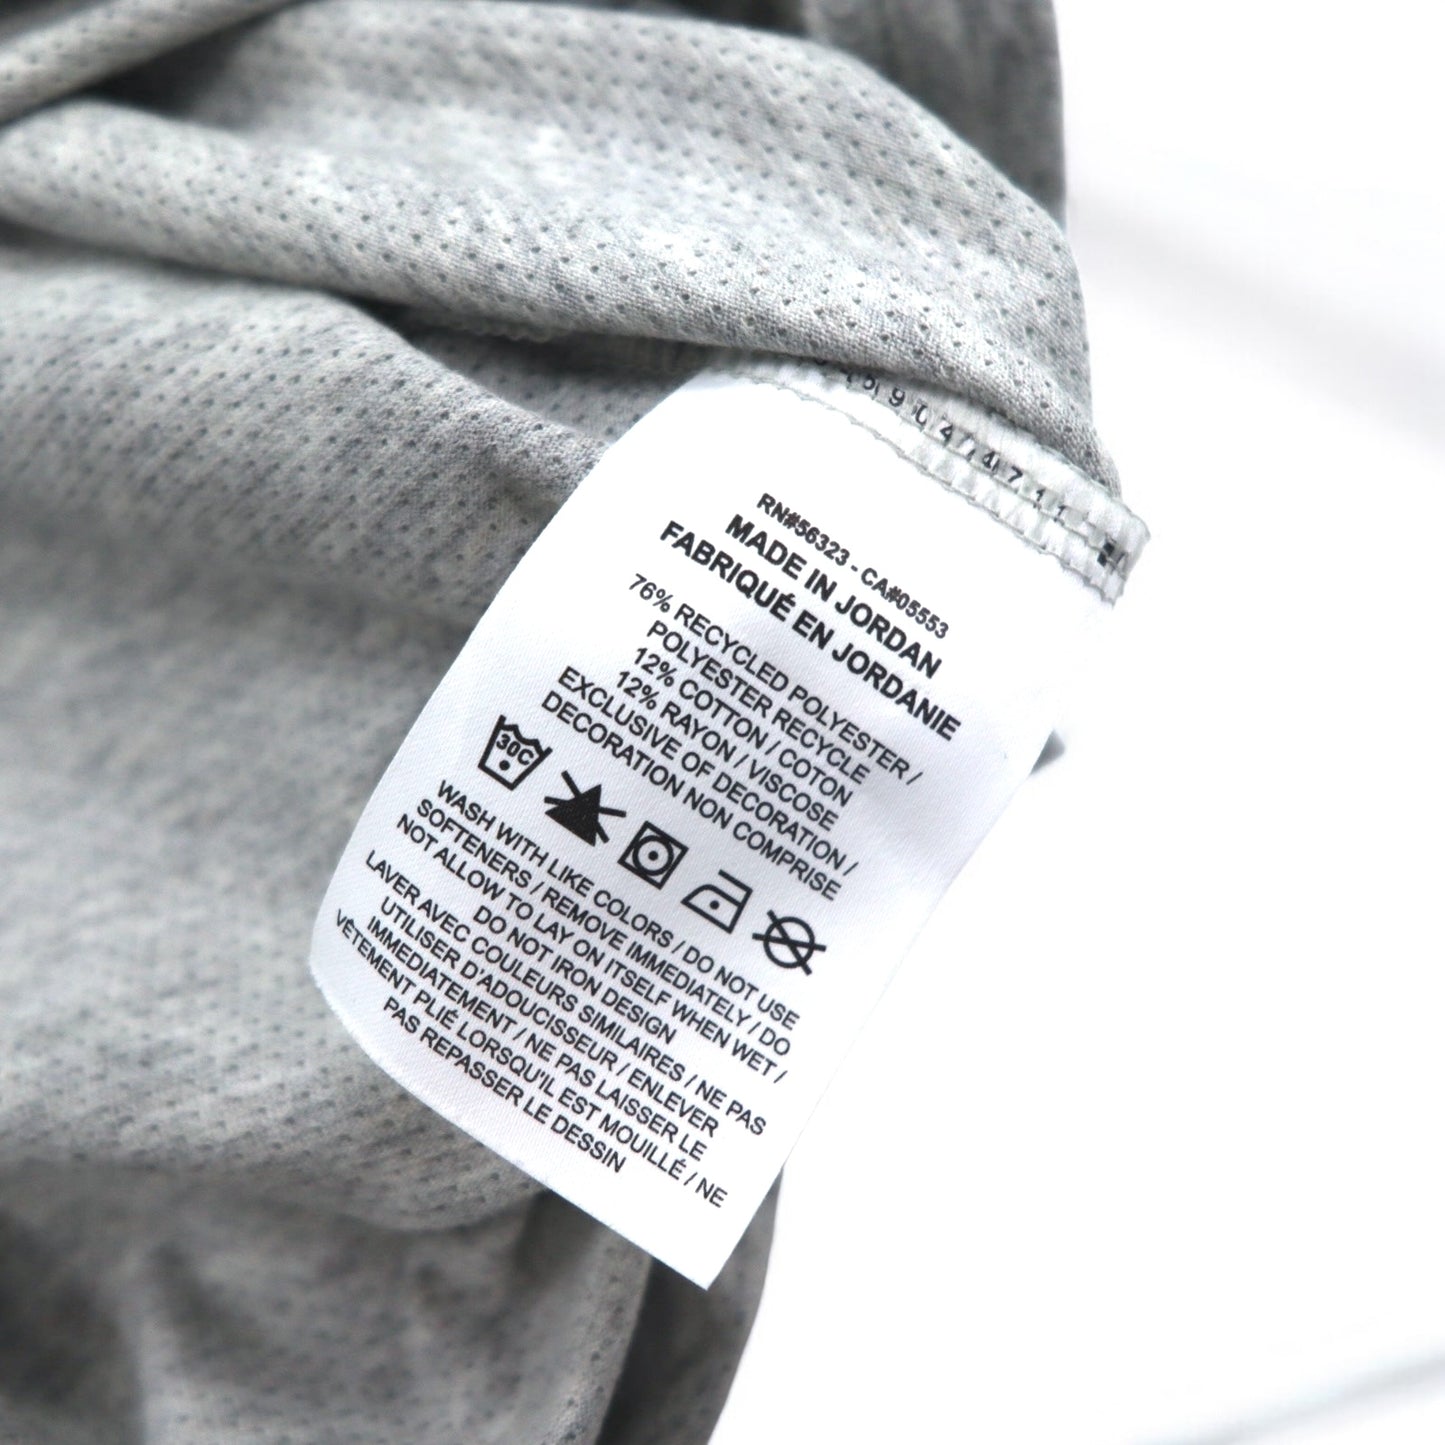 RN#56323 - CA#05553
MADE IN JORDAN
FABRIQUÉ EN JORDANIE
76% RECYCLED POLYESTER /
POLYESTER RECYCLE
12% COTTON / COTON
12% RAYON / VISCOSE
EXCLUSIVE OF DECORATION /
DECORATION NON COMPRISE
30C
WASH WITH LIKE COLORS / DO NOT USE
SOFTENERS / REMOVE IMMEDIATELY / DO
NOT ALLOW TO LAY ON ITSELF WHEN WET /
DO NOT IRON DESIGN
LAVER AVEC COULEURS SIMILAIRES / NE PAS
UTILISER D'ADOUCISSEUR / ENLEVER
IMMEDIATEMENT / NE PAS LAISSER LE
VÊTEMENT PLIÉ LORSQU'IL EST MOUILLÉ / NE
PAS REPASSER LE DESSIN